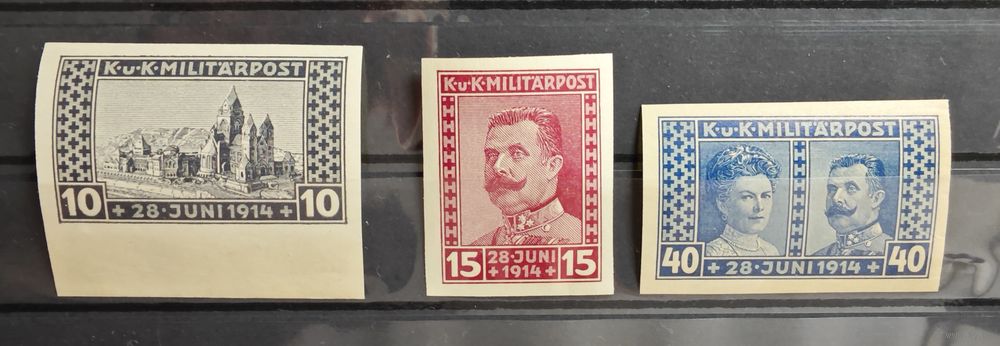 K·u·K·MILITÄRPOST
10 + 28·JUNI 1914 + 10
K·u·K·MILITÄRPOST
15 28·JUNI 15
+ 1914 +
K·u·K·MILITÄRPOST
40 + 28·JUNI 1914 + 40